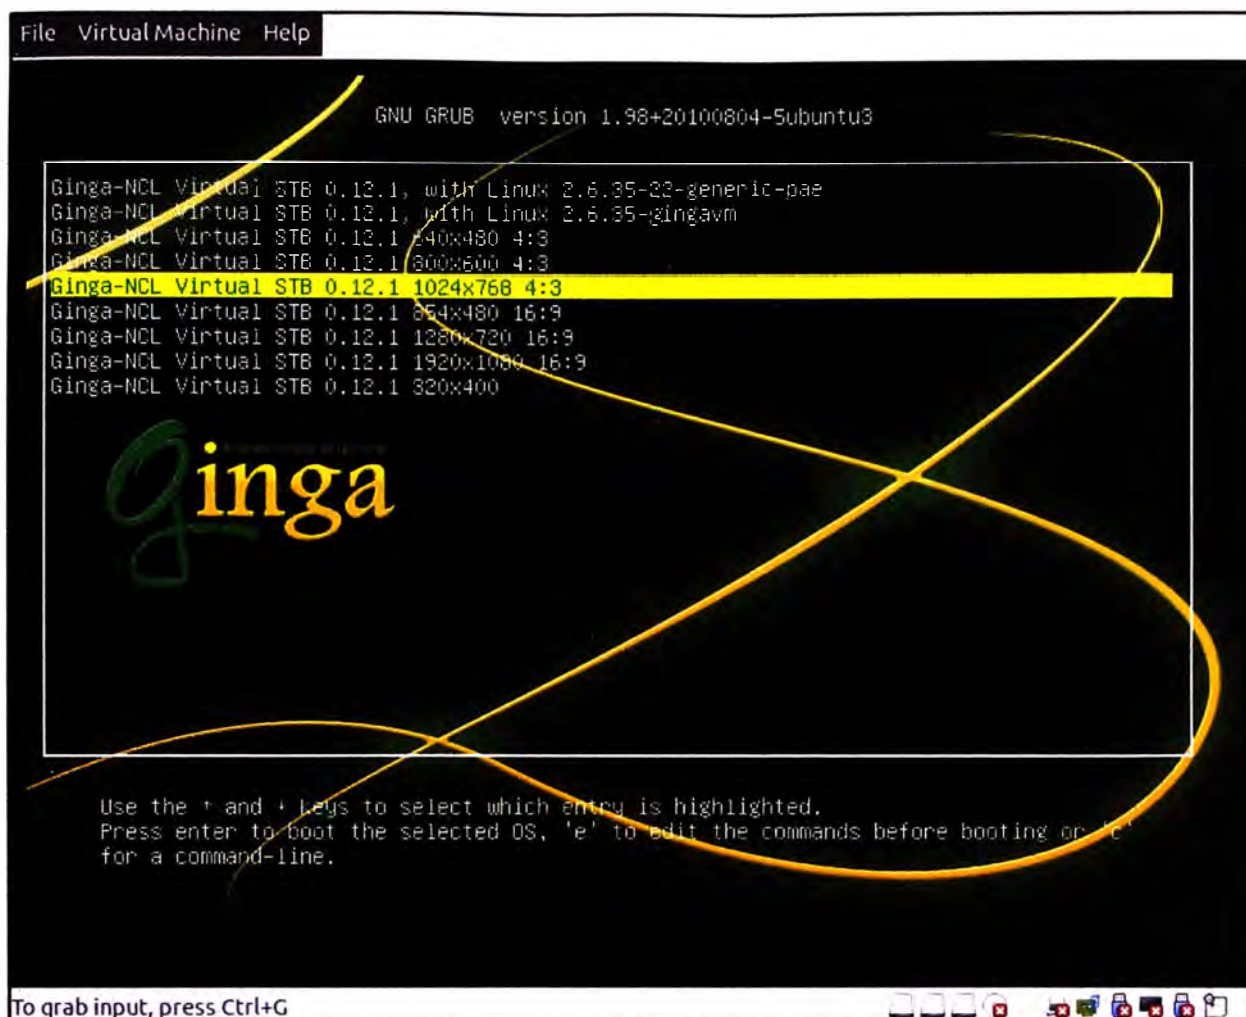 File Virtual Machine Help
GNU GRUB version 1.98+20100804-5ubuntu3
Ginga-NCL Virtual STB 0.12.1, with Linux 2.6.35-22-generic-pae
Ginga-NCL Virtual STB 0.12.1, with Linux 2.6.35-gingavm
Ginga-NCL Virtual STB 0.12.1 640x480 4:3
Ginga-NCL Virtual STB 0.12.1 800x600 4:3
Ginga-NCL Virtual STB 0.12.1 1024x768 4:3
Ginga-NCL Virtual STB 0.12.1 854x480 16:9
Ginga-NCL Virtual STB 0.12.1 1280x720 16:9
Ginga-NCL Virtual STB 0.12.1 1920x1080 16:9
Ginga-NCL Virtual STB 0.12.1 320x400
Ginga
Use the ↑ and ↓ keys to select which entry is highlighted.
Press enter to boot the selected OS, 'e' to edit the commands before booting or 'c'
for a command-line.
To grab input, press Ctrl+G